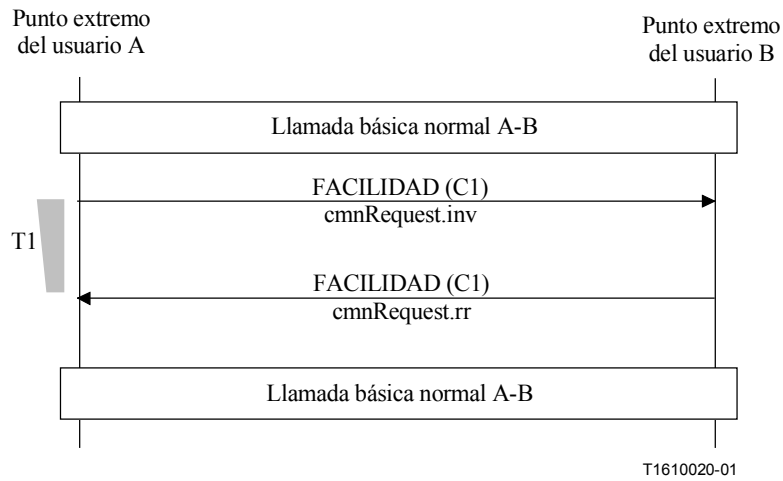 Punto extremo
del usuario A
Punto extremo
del usuario B
Llamada básica normal A-B
FACILIDAD (C1)
cmnRequest.inv
T1
FACILIDAD (C1)
cmnRequest.rr
Llamada básica normal A-B
T1610020-01